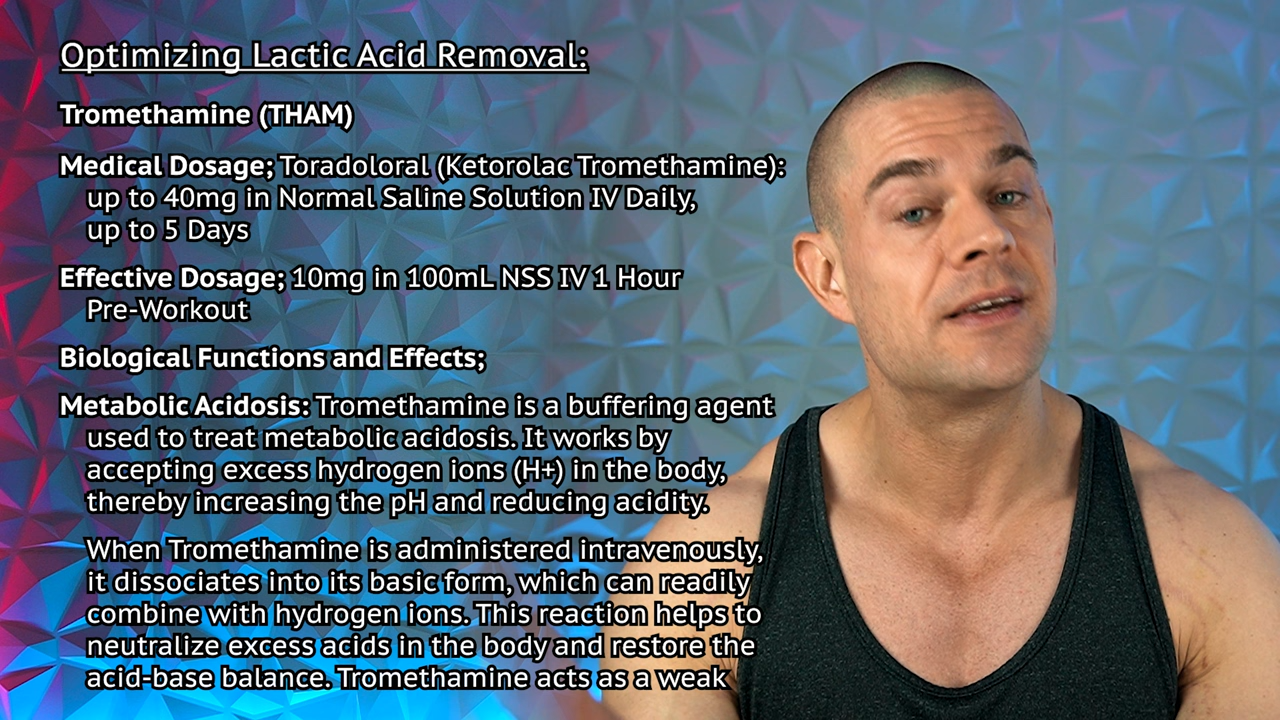 Optimizing Lactic Acid Removal:
Tromethamine (THAM)
Medical Dosage; Toradoloral (Ketorolac Tromethamine):
up to 40mg in Normal Saline Solution IV Daily,
up to 5 Days
Effective Dosage; 10mg in 100mL NSS IV 1 Hour
Pre-Workout
Biological Functions and Effects;
Metabolic Acidosis: Tromethamine is a buffering agent
used to treat metabolic acidosis. It works by
accepting excess hydrogen ions (H+) in the body,
thereby increasing the pH and reducing acidity.
When Tromethamine is administered intravenously,
it dissociates into its basic form, which can readily
combine with hydrogen ions. This reaction helps to
neutralize excess acids in the body and restore the
acid-base balance. Tromethamine acts as a weak